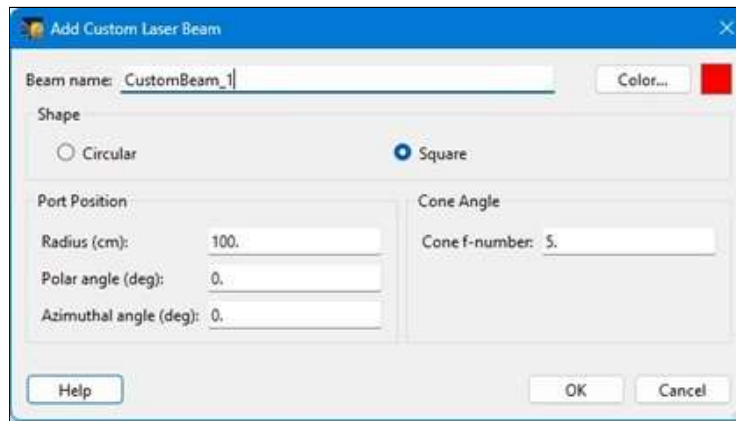 Add Custom Laser Beam
Beam name: CustomBeam_1 Color...
Shape
Circular Square
Port Position Cone Angle
Radius (cm): 100. Cone f-number: 5.
Polar angle (deg): 0.
Azimuthal angle (deg): 0.
Help OK Cancel